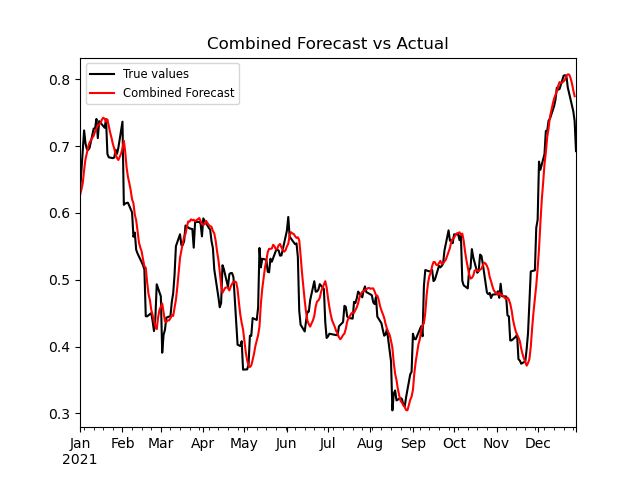 Combined Forecast vs Actual
True values
Combined Forecast
0.8
0.7
0.6
0.5
0.4
0.3
Jan Feb Mar Apr May Jun Jul Aug Sep Oct Nov Dec
2021